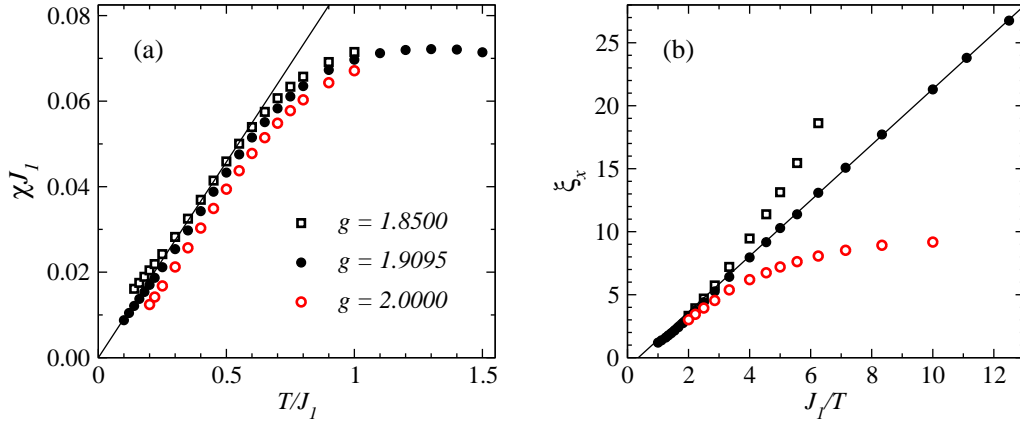 (a)
χJ₁
0.08
0.06
0.04
0.02
0.00
g = 1.8500
g = 1.9095
g = 2.0000
0 0.5 1 1.5
T/J₁
(b)
ξₓ
25
20
15
10
5
0
0 2 4 6 8 10 12
J₁/T